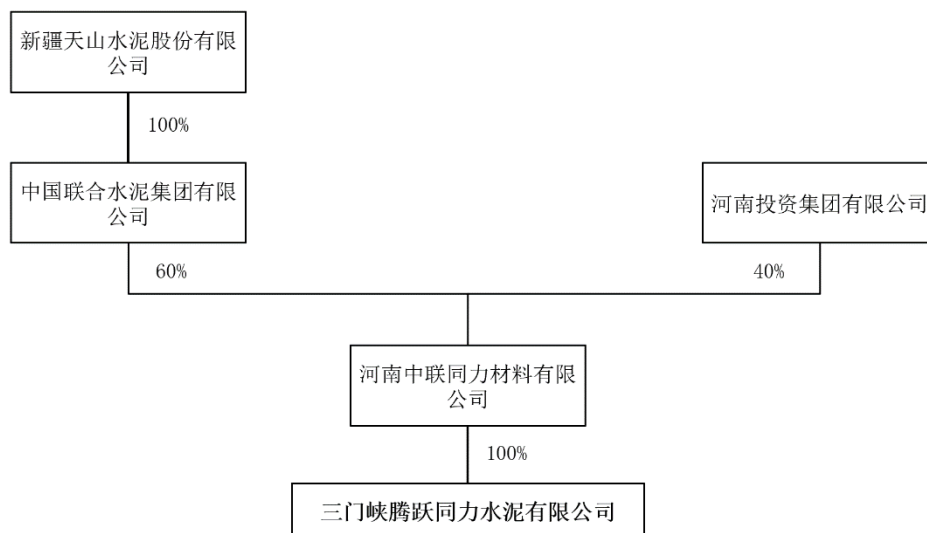 新疆天山水泥股份有限
公司
100%
中国联合水泥集团有限
公司
河南投资集团有限公司
60%
40%
河南中联同力材料有限
公司
100%
三门峡腾跃同力水泥有限公司